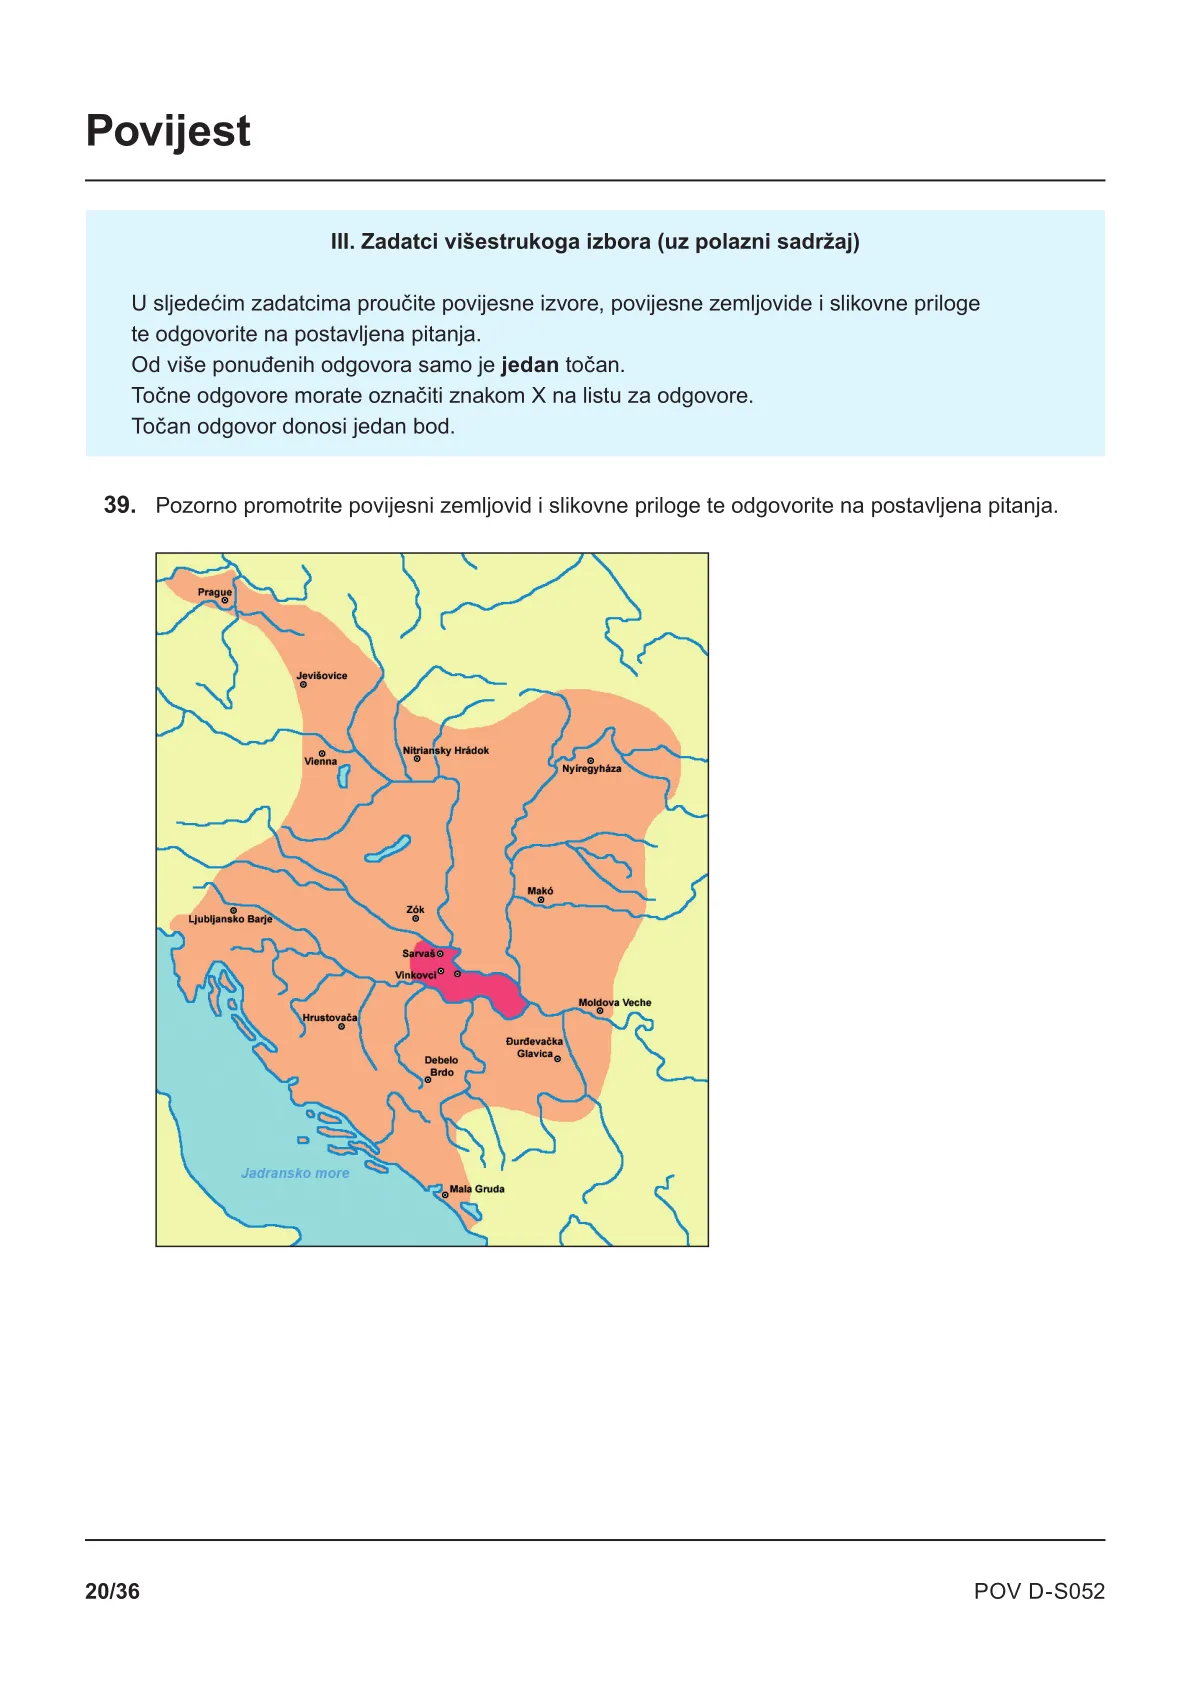 Povijest
III. Zadatci višestrukoga izbora (uz polazni sadržaj)
U sljedećim zadatcima proučite povijesne izvore, povijesne zemljovide i slikovne priloge
te odgovorite na postavljena pitanja.
Od više ponuđenih odgovora samo je jedan točan.
Točne odgovore morate označiti znakom X na listu za odgovore.
Točan odgovor donosi jedan bod.
39. Pozorno promotrite povijesni zemljovid i slikovne priloge te odgovorite na postavljena pitanja.
Prague
Jevišovice
Nitriansky Hrádok
Vienna
Nyíregyháza
Makó
Zók
Ljubljansko Barje
Sarvaš
Vinkovci
Moldova Veche
Hrustovača
Đurđevačka
Glavica
Debelo
Brdo
Jadransko more
Mala Gruda
20/36
POV D-S052